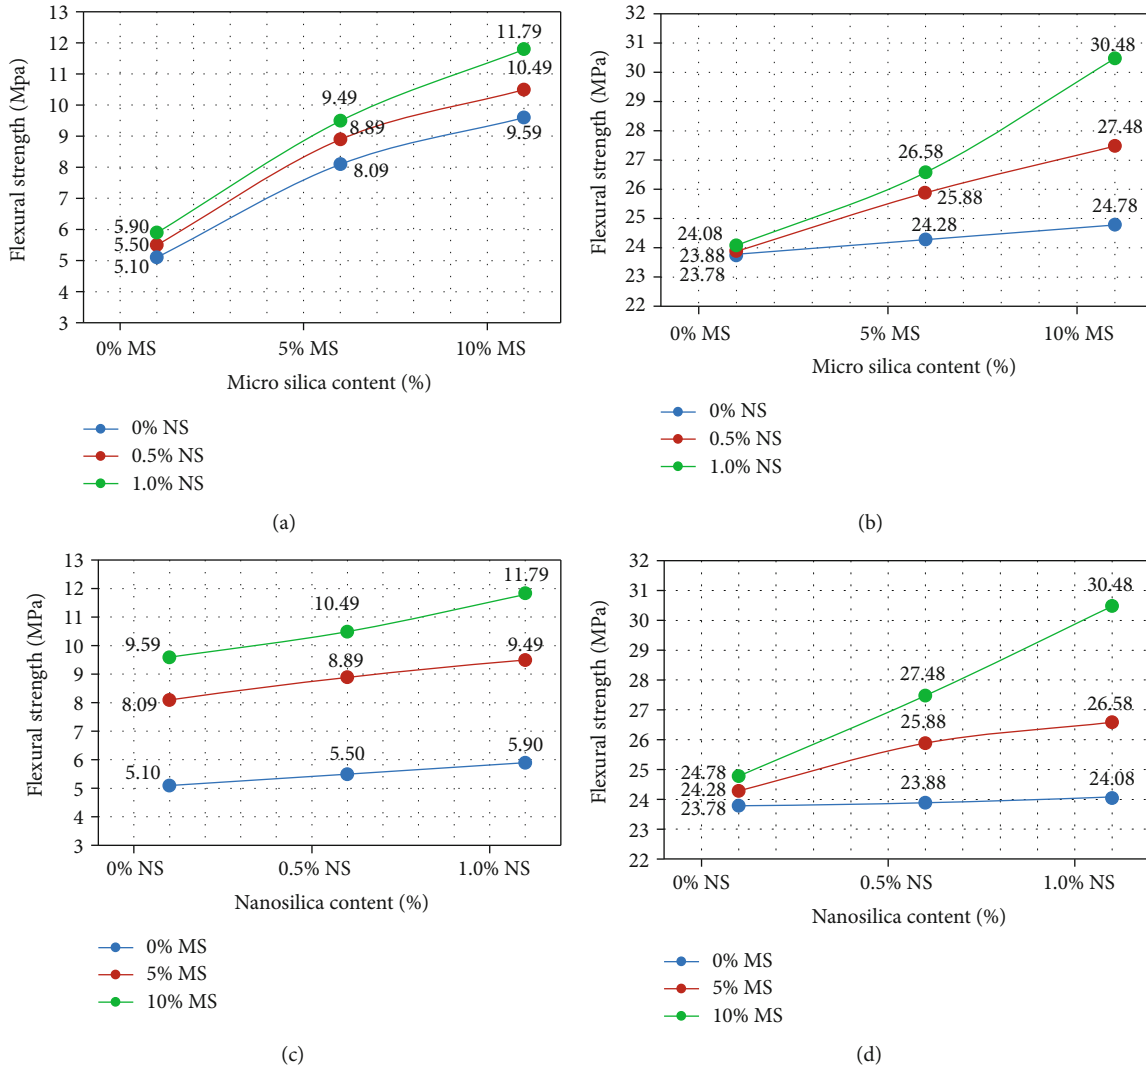 13
12
11
10
9
8
7
6
5
4
3
Flexural strength (Mpa)
11.79
10.49
9.59
9.49
8.89
8.09
5.90
5.50
5.10
0% MS 5% MS 10% MS
Micro silica content (%)
0% NS
0.5% NS
1.0% NS
(a)
32
31
30
29
28
27
26
25
24
23
22
Flexural strength (MPa)
30.48
27.48
24.78
26.58
25.88
24.28
24.08
23.88
23.78
0% MS 5% MS 10% MS
Micro silica content (%)
0% NS
0.5% NS
1.0% NS
(b)
13
12
11
10
9
8
7
6
5
4
3
Flexural strength (MPa)
11.79
10.49
9.59
9.49
8.89
8.09
5.90
5.50
5.10
0% NS 0.5% NS 1.0% NS
Nanosilica content (%)
0% MS
5% MS
10% MS
(c)
32
31
30
29
28
27
26
25
24
23
22
Flexural strength (MPa)
30.48
27.48
26.58
25.88
24.78
24.28
23.78
23.88
24.08
0% NS 0.5% NS 1.0% NS
Nanosilica content (%)
0% MS
5% MS
10% MS
(d)